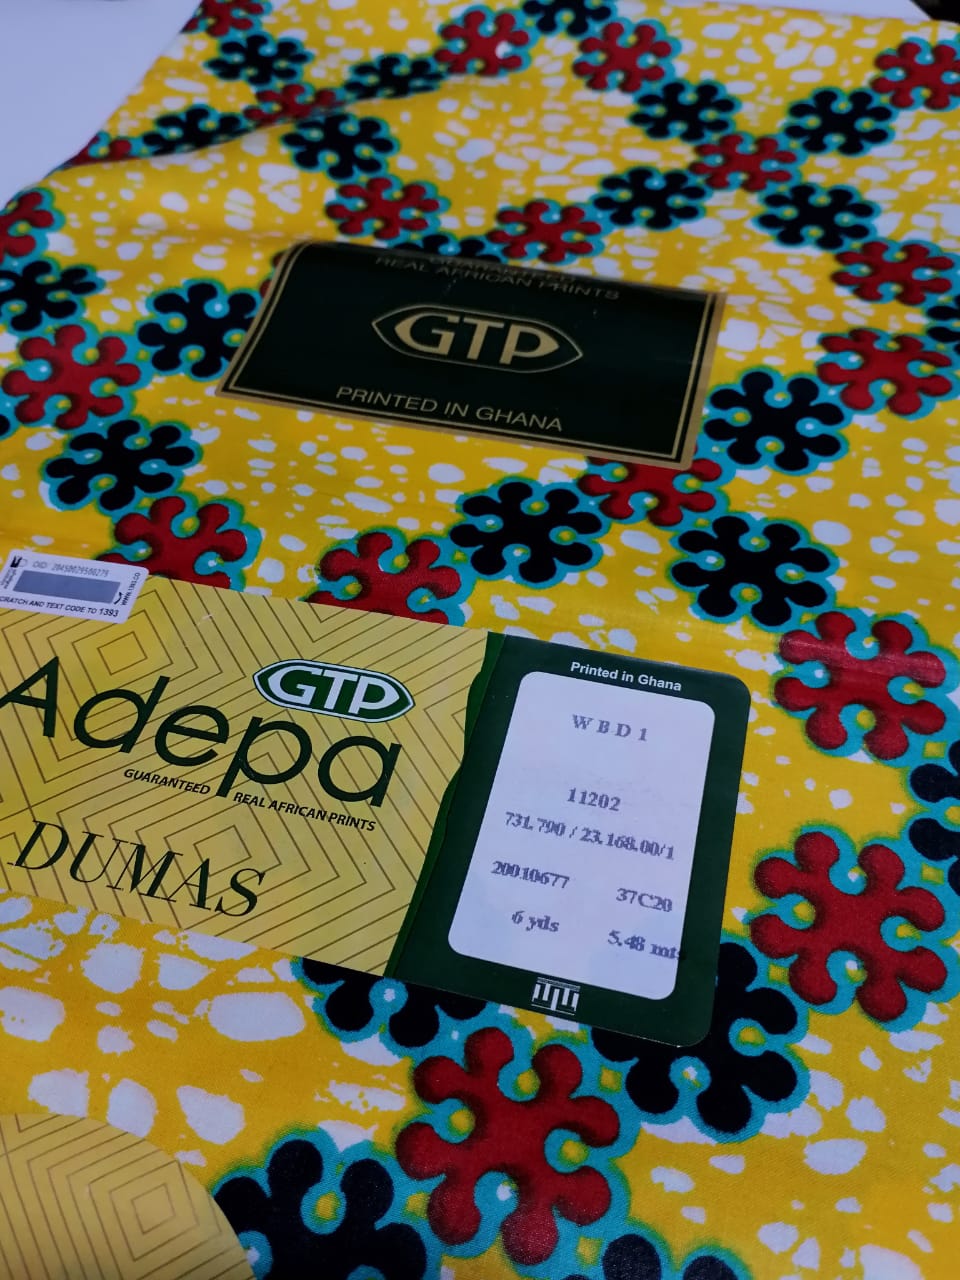 REAL AFRICAN PRINTS
GTP
PRINTED IN GHANA
OID: 20450029500279
SCRATCH AND TEXT CODE TO 1393
GTP
Adepa
GUARANTEED REAL AFRICAN PRINTS
DUMAS
Printed in Ghana
W B D 1
11202
731.790 / 23.168.00/1
20010677 37C20
6 yds 5.48 mts